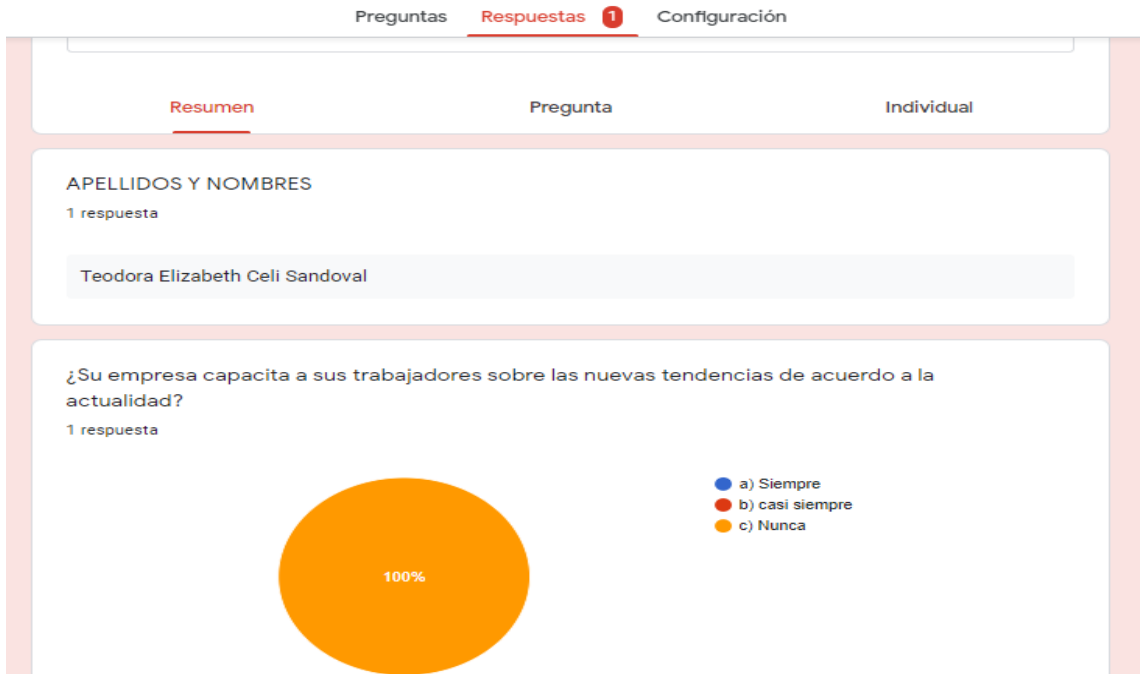 Preguntas Respuestas 1 Configuración
Resumen Pregunta Individual
APELLIDOS Y NOMBRES
1 respuesta
Teodora Elizabeth Celi Sandoval
¿Su empresa capacita a sus trabajadores sobre las nuevas tendencias de acuerdo a la
actualidad?
1 respuesta
a) Siempre
b) casi siempre
c) Nunca
100%